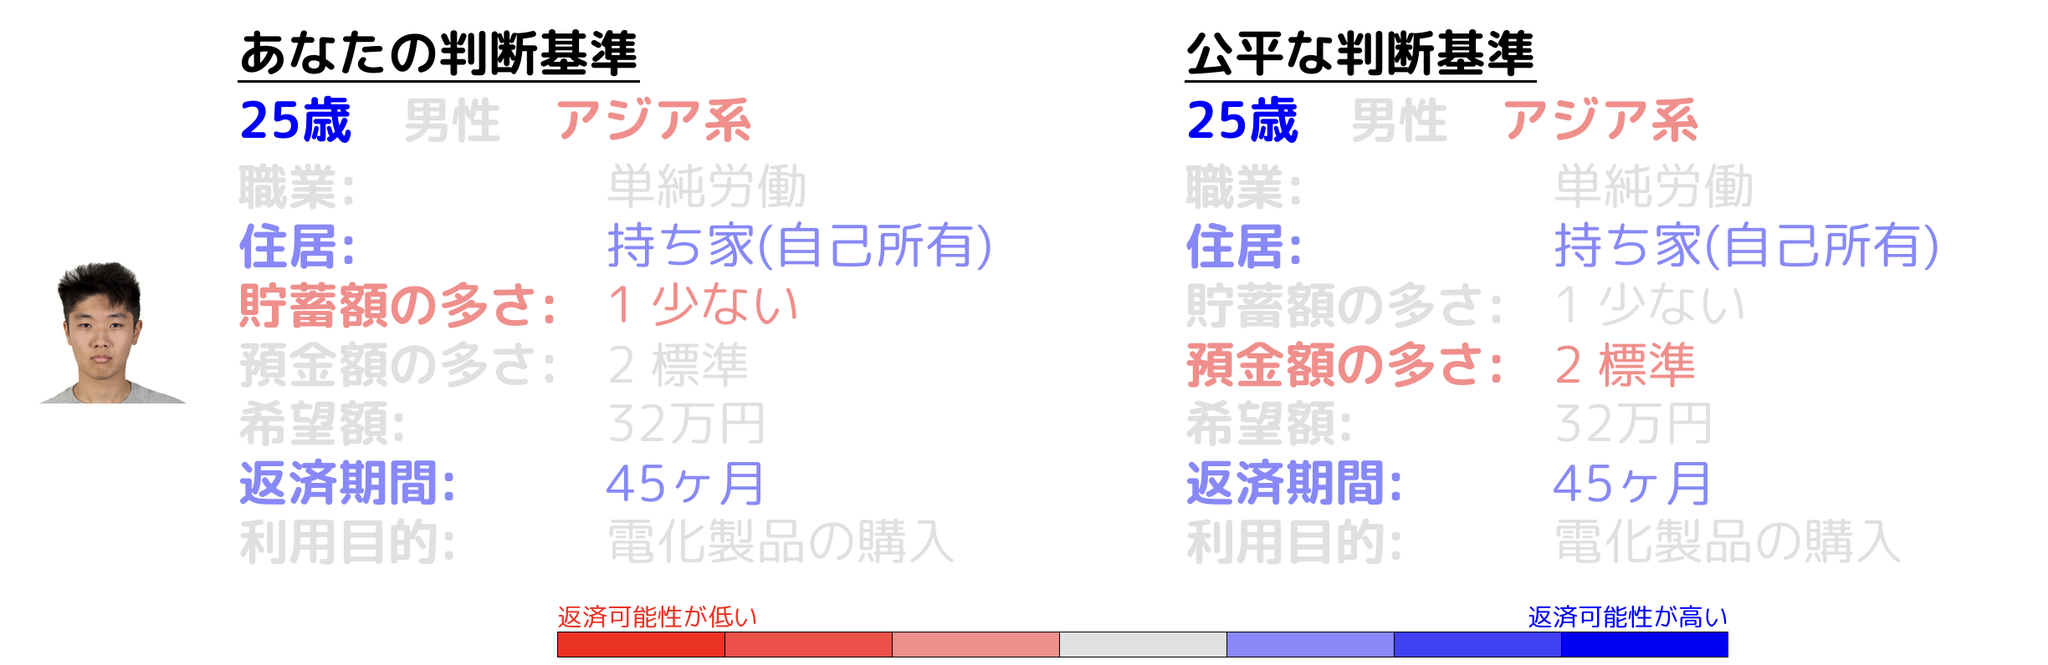 あなたの判断基準
25歳 男性 アジア系
職業: 単純労働
住居: 持ち家(自己所有)
貯蓄額の多さ: 1 少ない
預金額の多さ: 2 標準
希望額: 32万円
返済期間: 45ヶ月
利用目的: 電化製品の購入
公平な判断基準
25歳 男性 アジア系
職業: 単純労働
住居: 持ち家(自己所有)
貯蓄額の多さ: 1 少ない
預金額の多さ: 2 標準
希望額: 32万円
返済期間: 45ヶ月
利用目的: 電化製品の購入
返済可能性が低い
返済可能性が高い